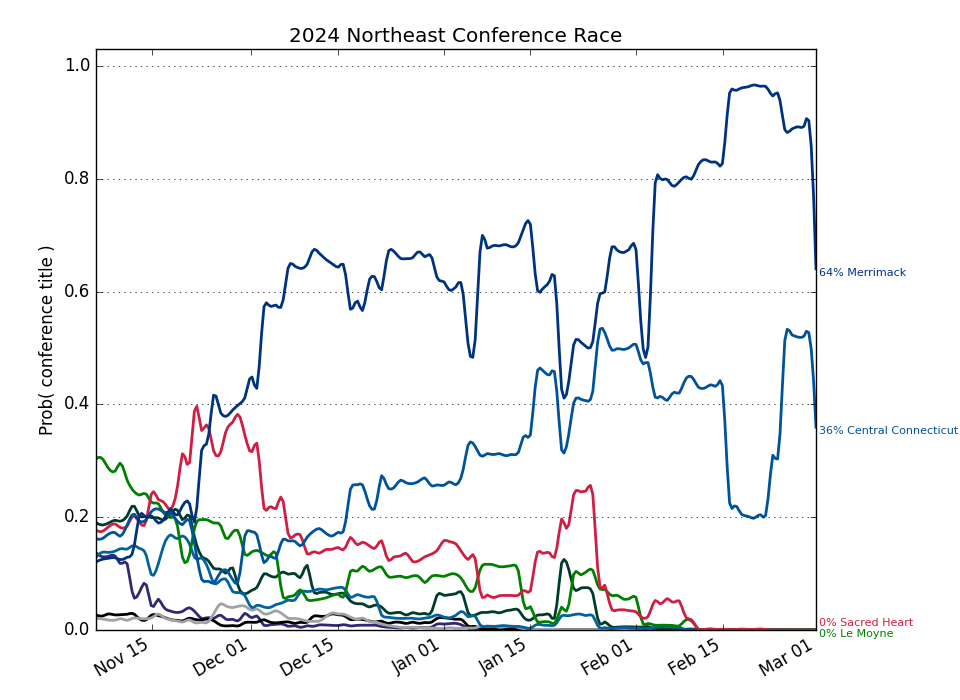 2024 Northeast Conference Race
Prob( conference title )
1.0
0.8
0.6
0.4
0.2
0.0
64% Merrimack
36% Central Connecticut
0% Sacred Heart
0% Le Moyne
Nov 15
Dec 01
Dec 15
Jan 01
Jan 15
Feb 01
Feb 15
Mar 01